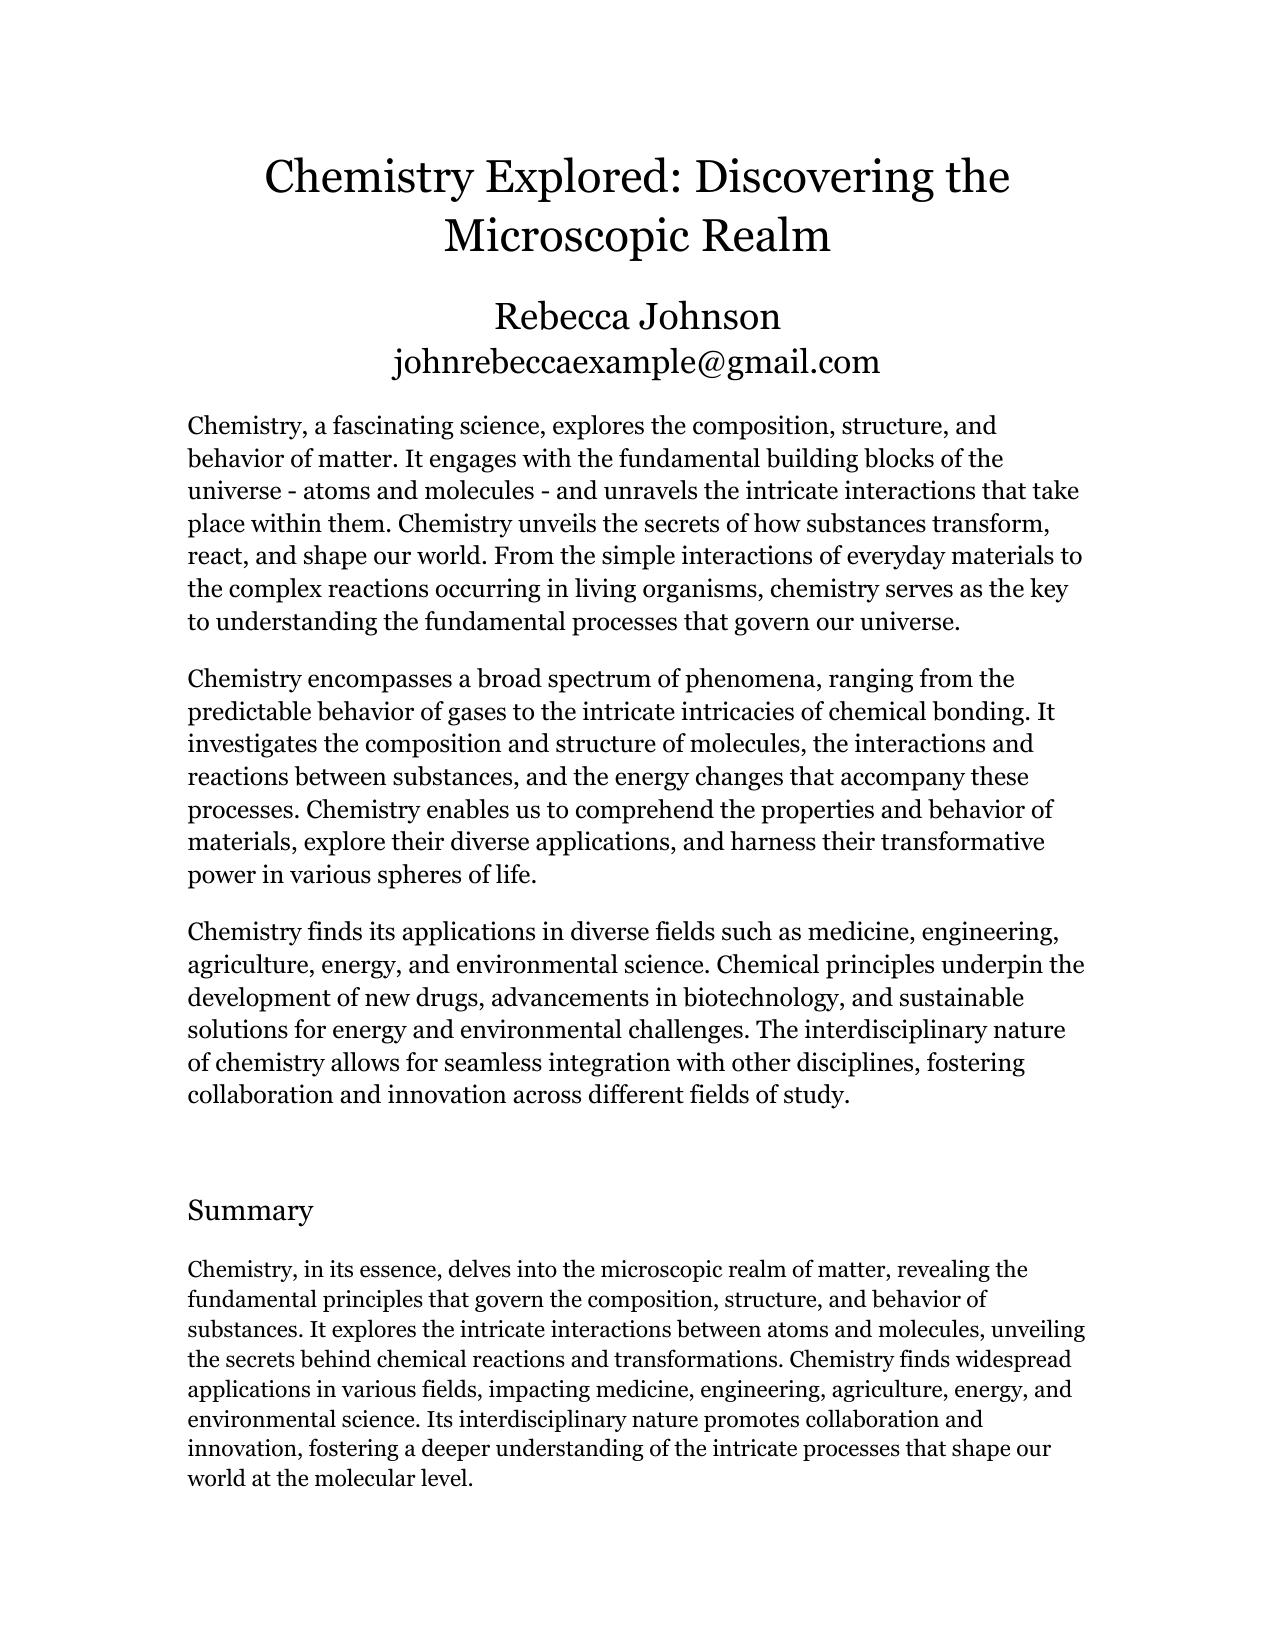 Chemistry Explored: Discovering the
Microscopic Realm
Rebecca Johnson
johnrebeccaexample@gmail.com
Chemistry, a fascinating science, explores the composition, structure, and
behavior of matter. It engages with the fundamental building blocks of the
universe - atoms and molecules - and unravels the intricate interactions that take
place within them. Chemistry unveils the secrets of how substances transform,
react, and shape our world. From the simple interactions of everyday materials to
the complex reactions occurring in living organisms, chemistry serves as the key
to understanding the fundamental processes that govern our universe.
Chemistry encompasses a broad spectrum of phenomena, ranging from the
predictable behavior of gases to the intricate intricacies of chemical bonding. It
investigates the composition and structure of molecules, the interactions and
reactions between substances, and the energy changes that accompany these
processes. Chemistry enables us to comprehend the properties and behavior of
materials, explore their diverse applications, and harness their transformative
power in various spheres of life.
Chemistry finds its applications in diverse fields such as medicine, engineering,
agriculture, energy, and environmental science. Chemical principles underpin the
development of new drugs, advancements in biotechnology, and sustainable
solutions for energy and environmental challenges. The interdisciplinary nature
of chemistry allows for seamless integration with other disciplines, fostering
collaboration and innovation across different fields of study.
Summary
Chemistry, in its essence, delves into the microscopic realm of matter, revealing the
fundamental principles that govern the composition, structure, and behavior of
substances. It explores the intricate interactions between atoms and molecules, unveiling
the secrets behind chemical reactions and transformations. Chemistry finds widespread
applications in various fields, impacting medicine, engineering, agriculture, energy, and
environmental science. Its interdisciplinary nature promotes collaboration and
innovation, fostering a deeper understanding of the intricate processes that shape our
world at the molecular level.